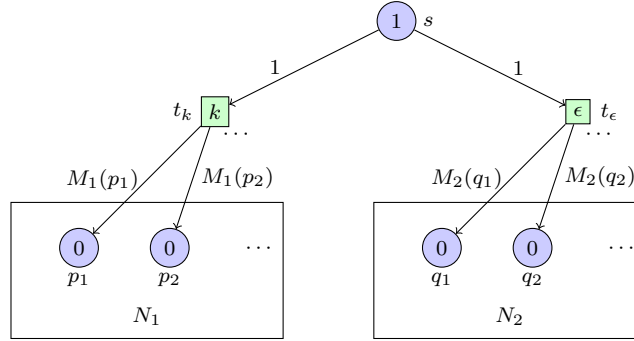 1 s
1 1
t_k k t_ϵ ϵ
... ...
M_1(p_1) M_1(p_2) M_2(q_1) M_2(q_2)
0 0 ... 0 0 ...
p_1 p_2 q_1 q_2
N_1 N_2